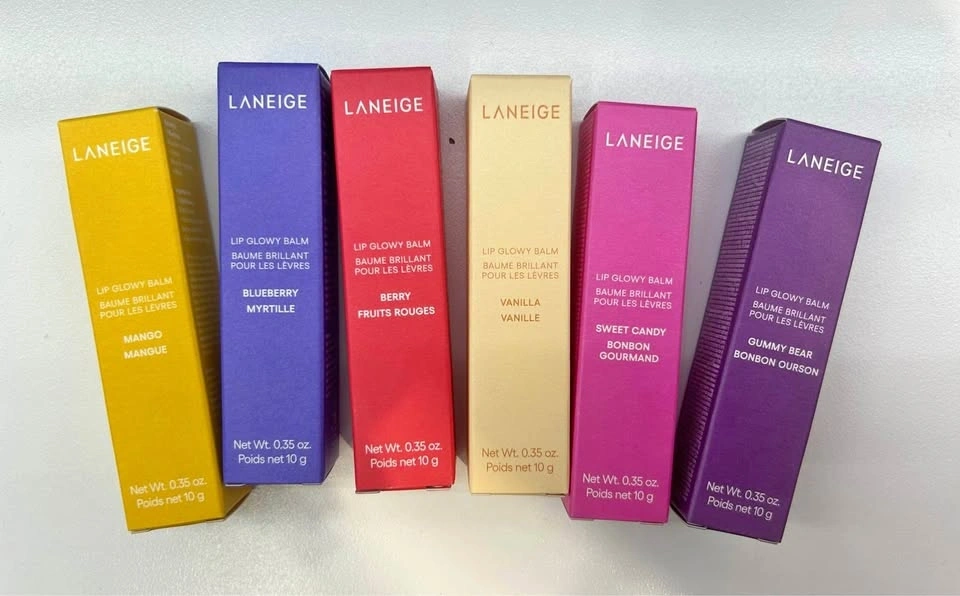 LANEIGE
LIP GLOWY BALM
BAUME BRILLANT
POUR LES LÈVRES
MANGO
MANGUE
Net Wt. 0.35 oz.
Poids net 10 g
LANEIGE
LIP GLOWY BALM
BAUME BRILLANT
POUR LES LÈVRES
BLUEBERRY
MYRTILLE
Net Wt. 0.35 oz.
Poids net 10 g
LANEIGE
LIP GLOWY BALM
BAUME BRILLANT
POUR LES LÈVRES
BERRY
FRUITS ROUGES
Net Wt. 0.35 oz.
Poids net 10 g
LANEIGE
LIP GLOWY BALM
BAUME BRILLANT
POUR LES LÈVRES
VANILLA
VANILLE
Net Wt. 0.35 oz.
Poids net 10 g
LANEIGE
LIP GLOWY BALM
BAUME BRILLANT
POUR LES LÈVRES
SWEET CANDY
BONBON
GOURMAND
Net Wt. 0.35 oz.
Poids net 10 g
LANEIGE
LIP GLOWY BALM
BAUME BRILLANT
POUR LES LÈVRES
GUMMY BEAR
BONBON OURSON
Net Wt. 0.35 oz.
Poids net 10 g